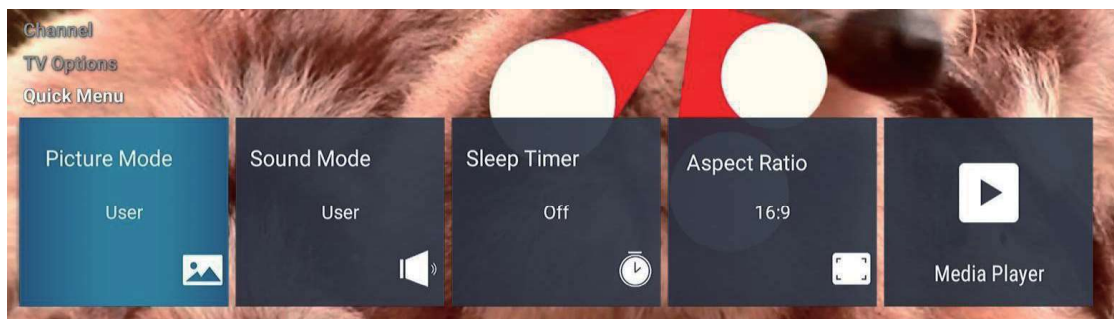 Channel
TV Options
Quick Menu
Picture Mode
User
Sound Mode
User
Sleep Timer
Off
Aspect Ratio
16:9
Media Player